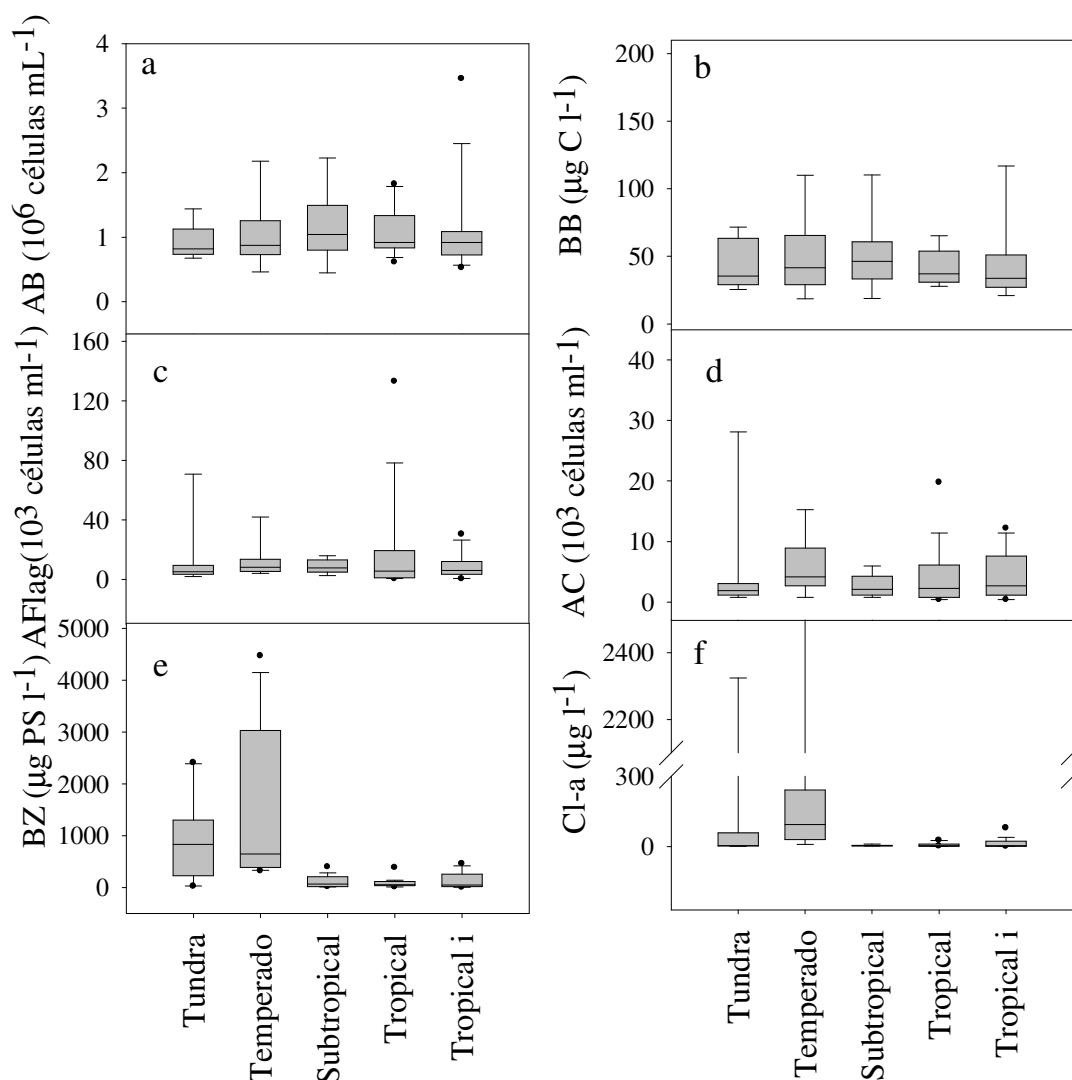 a
AB (10⁶ células mL⁻¹)
4
3
2
1
0
b
BB (µg C l⁻¹)
200
150
100
50
0
c
AFlag(10³ células ml⁻¹)
160
120
80
40
0
d
AC (10³ células ml⁻¹)
40
30
20
10
0
e
BZ (µg PS l⁻¹)
5000
4000
3000
2000
1000
0
f
Cl-a (µg l⁻¹)
2400
2200
300
0
Tundra
Temperado
Subtropical
Tropical
Tropical i
Tundra
Temperado
Subtropical
Tropical
Tropical i